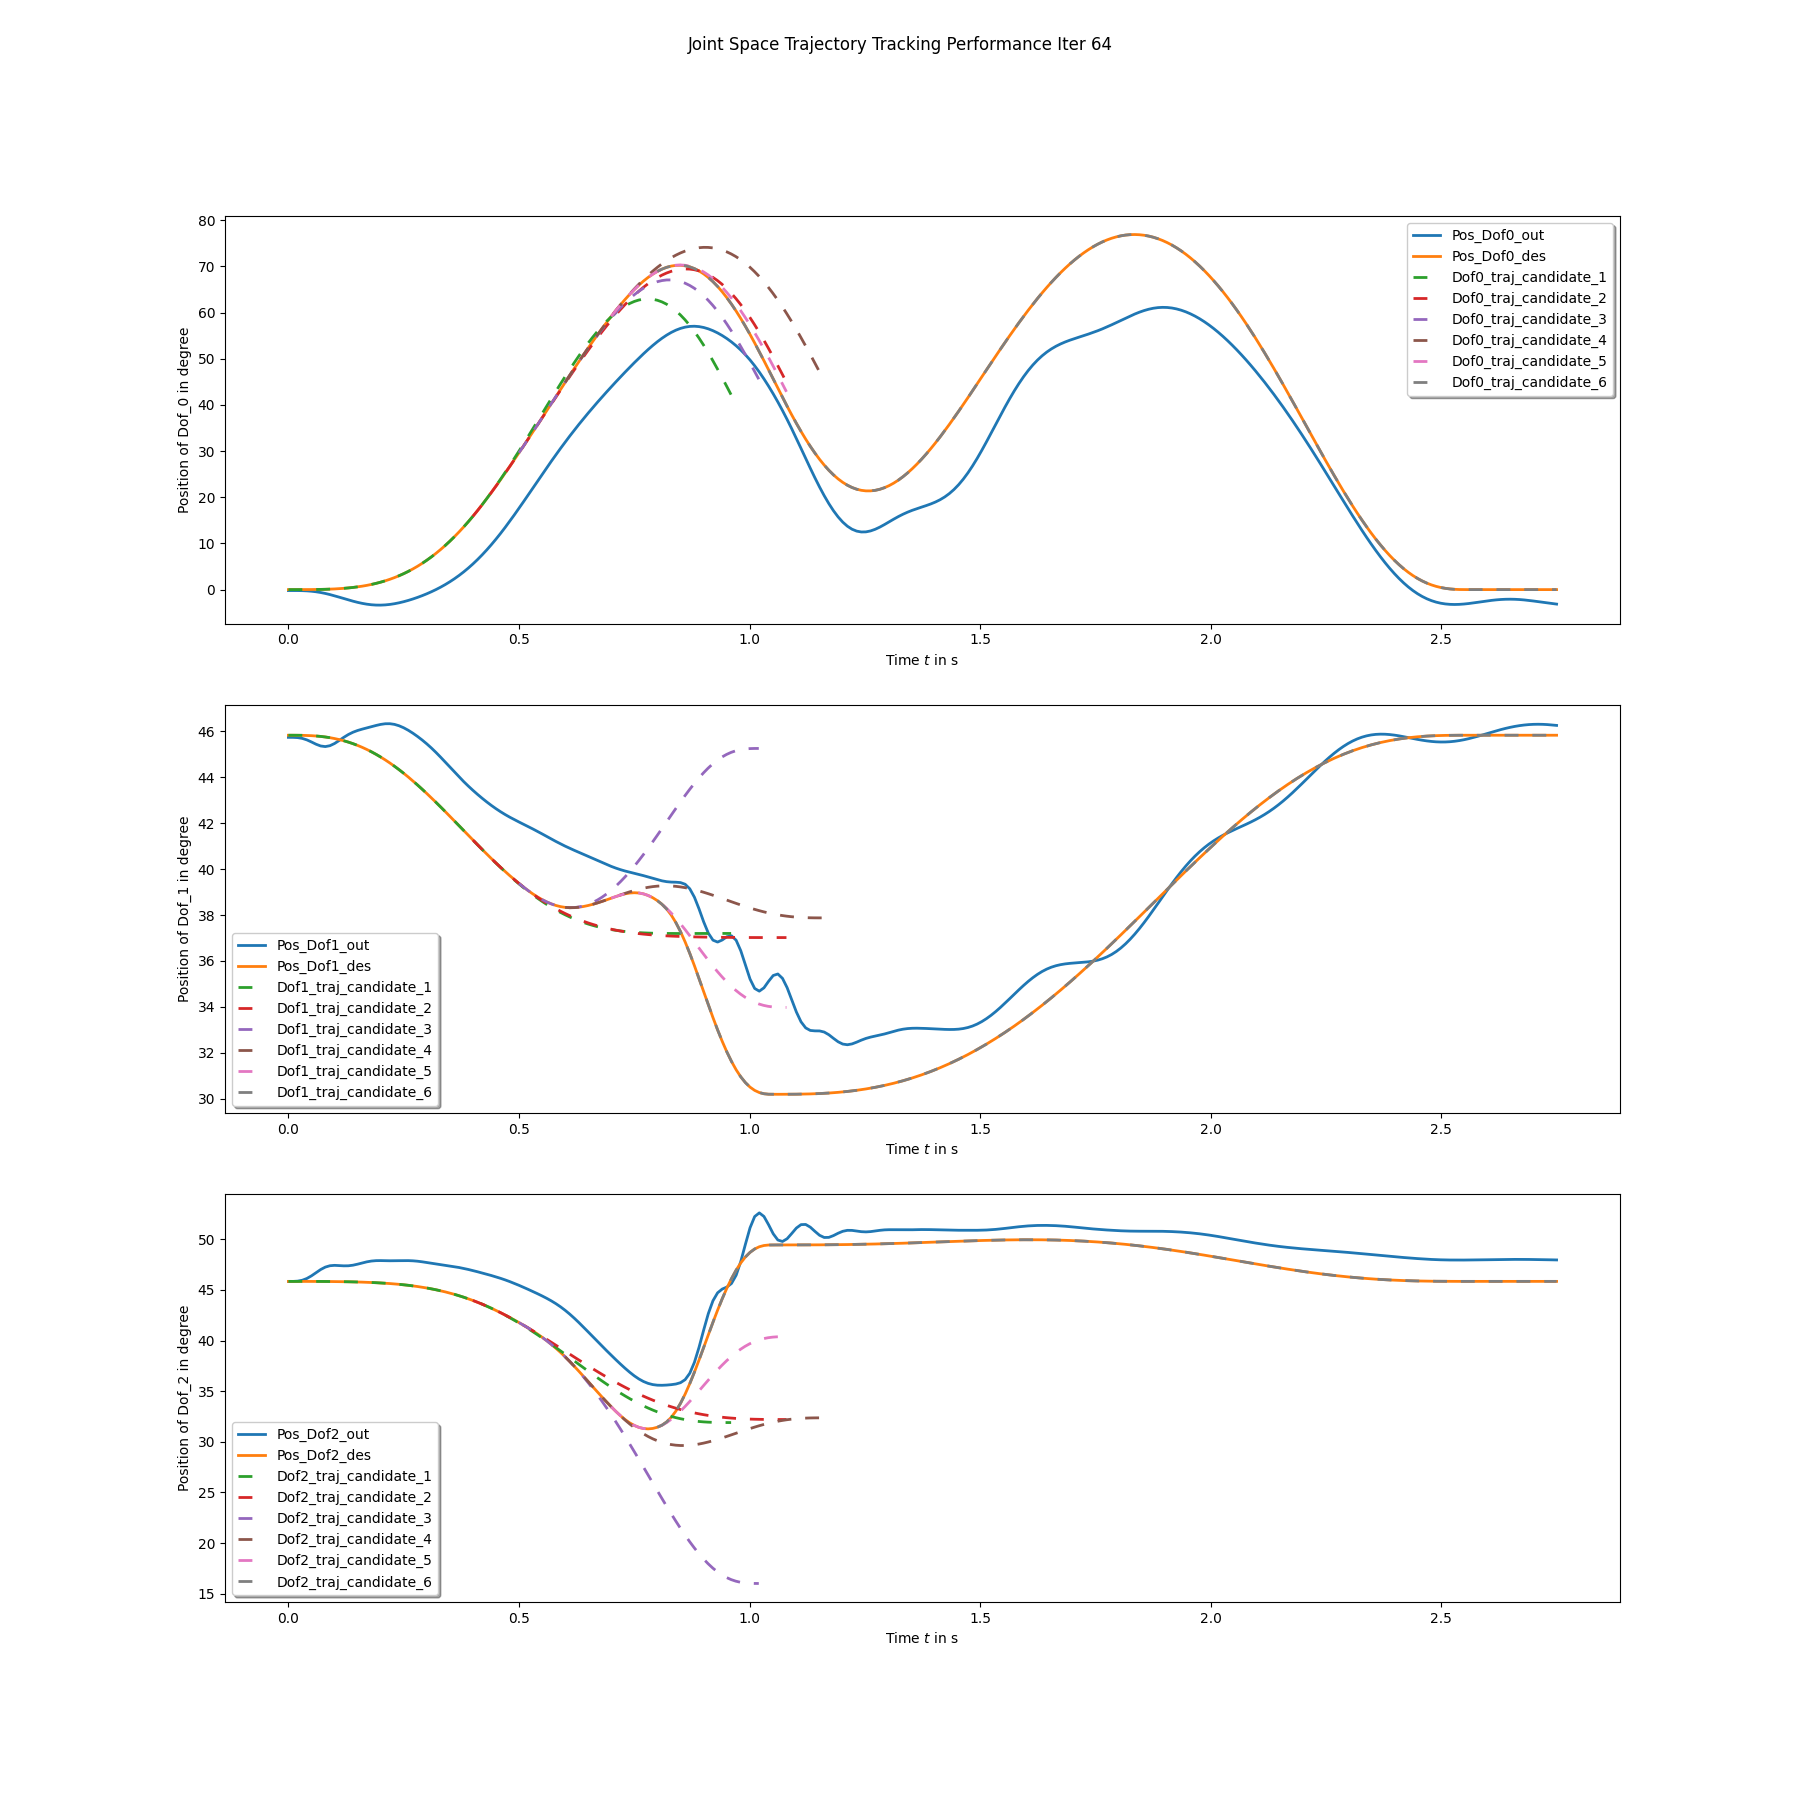 Joint Space Trajectory Tracking Performance Iter 64
80
70
60
50
40
30
20
10
0
Position of Dof_0 in degree
Pos_Dof0_out
Pos_Dof0_des
Dof0_traj_candidate_1
Dof0_traj_candidate_2
Dof0_traj_candidate_3
Dof0_traj_candidate_4
Dof0_traj_candidate_5
Dof0_traj_candidate_6
0.0 0.5 1.0 1.5 2.0 2.5
Time t in s
46
44
42
40
38
36
34
32
30
Position of Dof_1 in degree
Pos_Dof1_out
Pos_Dof1_des
Dof1_traj_candidate_1
Dof1_traj_candidate_2
Dof1_traj_candidate_3
Dof1_traj_candidate_4
Dof1_traj_candidate_5
Dof1_traj_candidate_6
0.0 0.5 1.0 1.5 2.0 2.5
Time t in s
50
45
40
35
30
25
20
15
Position of Dof_2 in degree
Pos_Dof2_out
Pos_Dof2_des
Dof2_traj_candidate_1
Dof2_traj_candidate_2
Dof2_traj_candidate_3
Dof2_traj_candidate_4
Dof2_traj_candidate_5
Dof2_traj_candidate_6
0.0 0.5 1.0 1.5 2.0 2.5
Time t in s